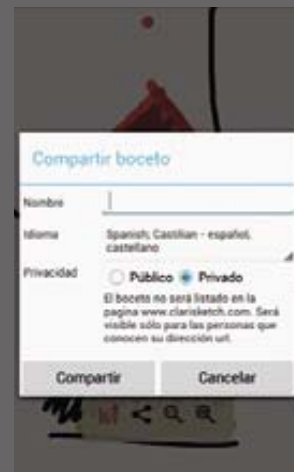 Compartir boceto
Nombre
Idioma Spanish; Castilian - español,
castellano
Privacidad Público Privado
El boceto no será listado en la
pagina www.clarisketch.com. Será
visible sólo para las personas que
conocen su dirección url.
Compartir Cancelar